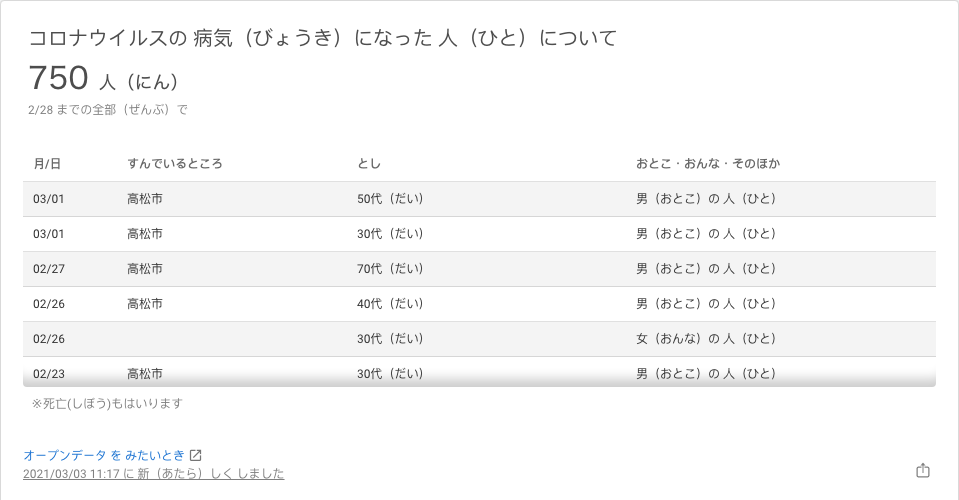 コロナウイルスの 病気（びょうき）になった 人（ひと）について
750 人（にん）
2/28 までの全部（ぜんぶ）で
月/日 すんでいるところ とし おとこ・おんな・そのほか
03/01 高松市 50代（だい） 男（おとこ）の 人（ひと）
03/01 高松市 30代（だい） 男（おとこ）の 人（ひと）
02/27 高松市 70代（だい） 男（おとこ）の 人（ひと）
02/26 高松市 40代（だい） 男（おとこ）の 人（ひと）
02/26 30代（だい） 女（おんな）の 人（ひと）
02/23 高松市 30代（だい） 男（おとこ）の 人（ひと）
※死亡(しぼう)もはいります
オープンデータ を みたいとき
2021/03/03 11:17 に 新（あたら）しく しました